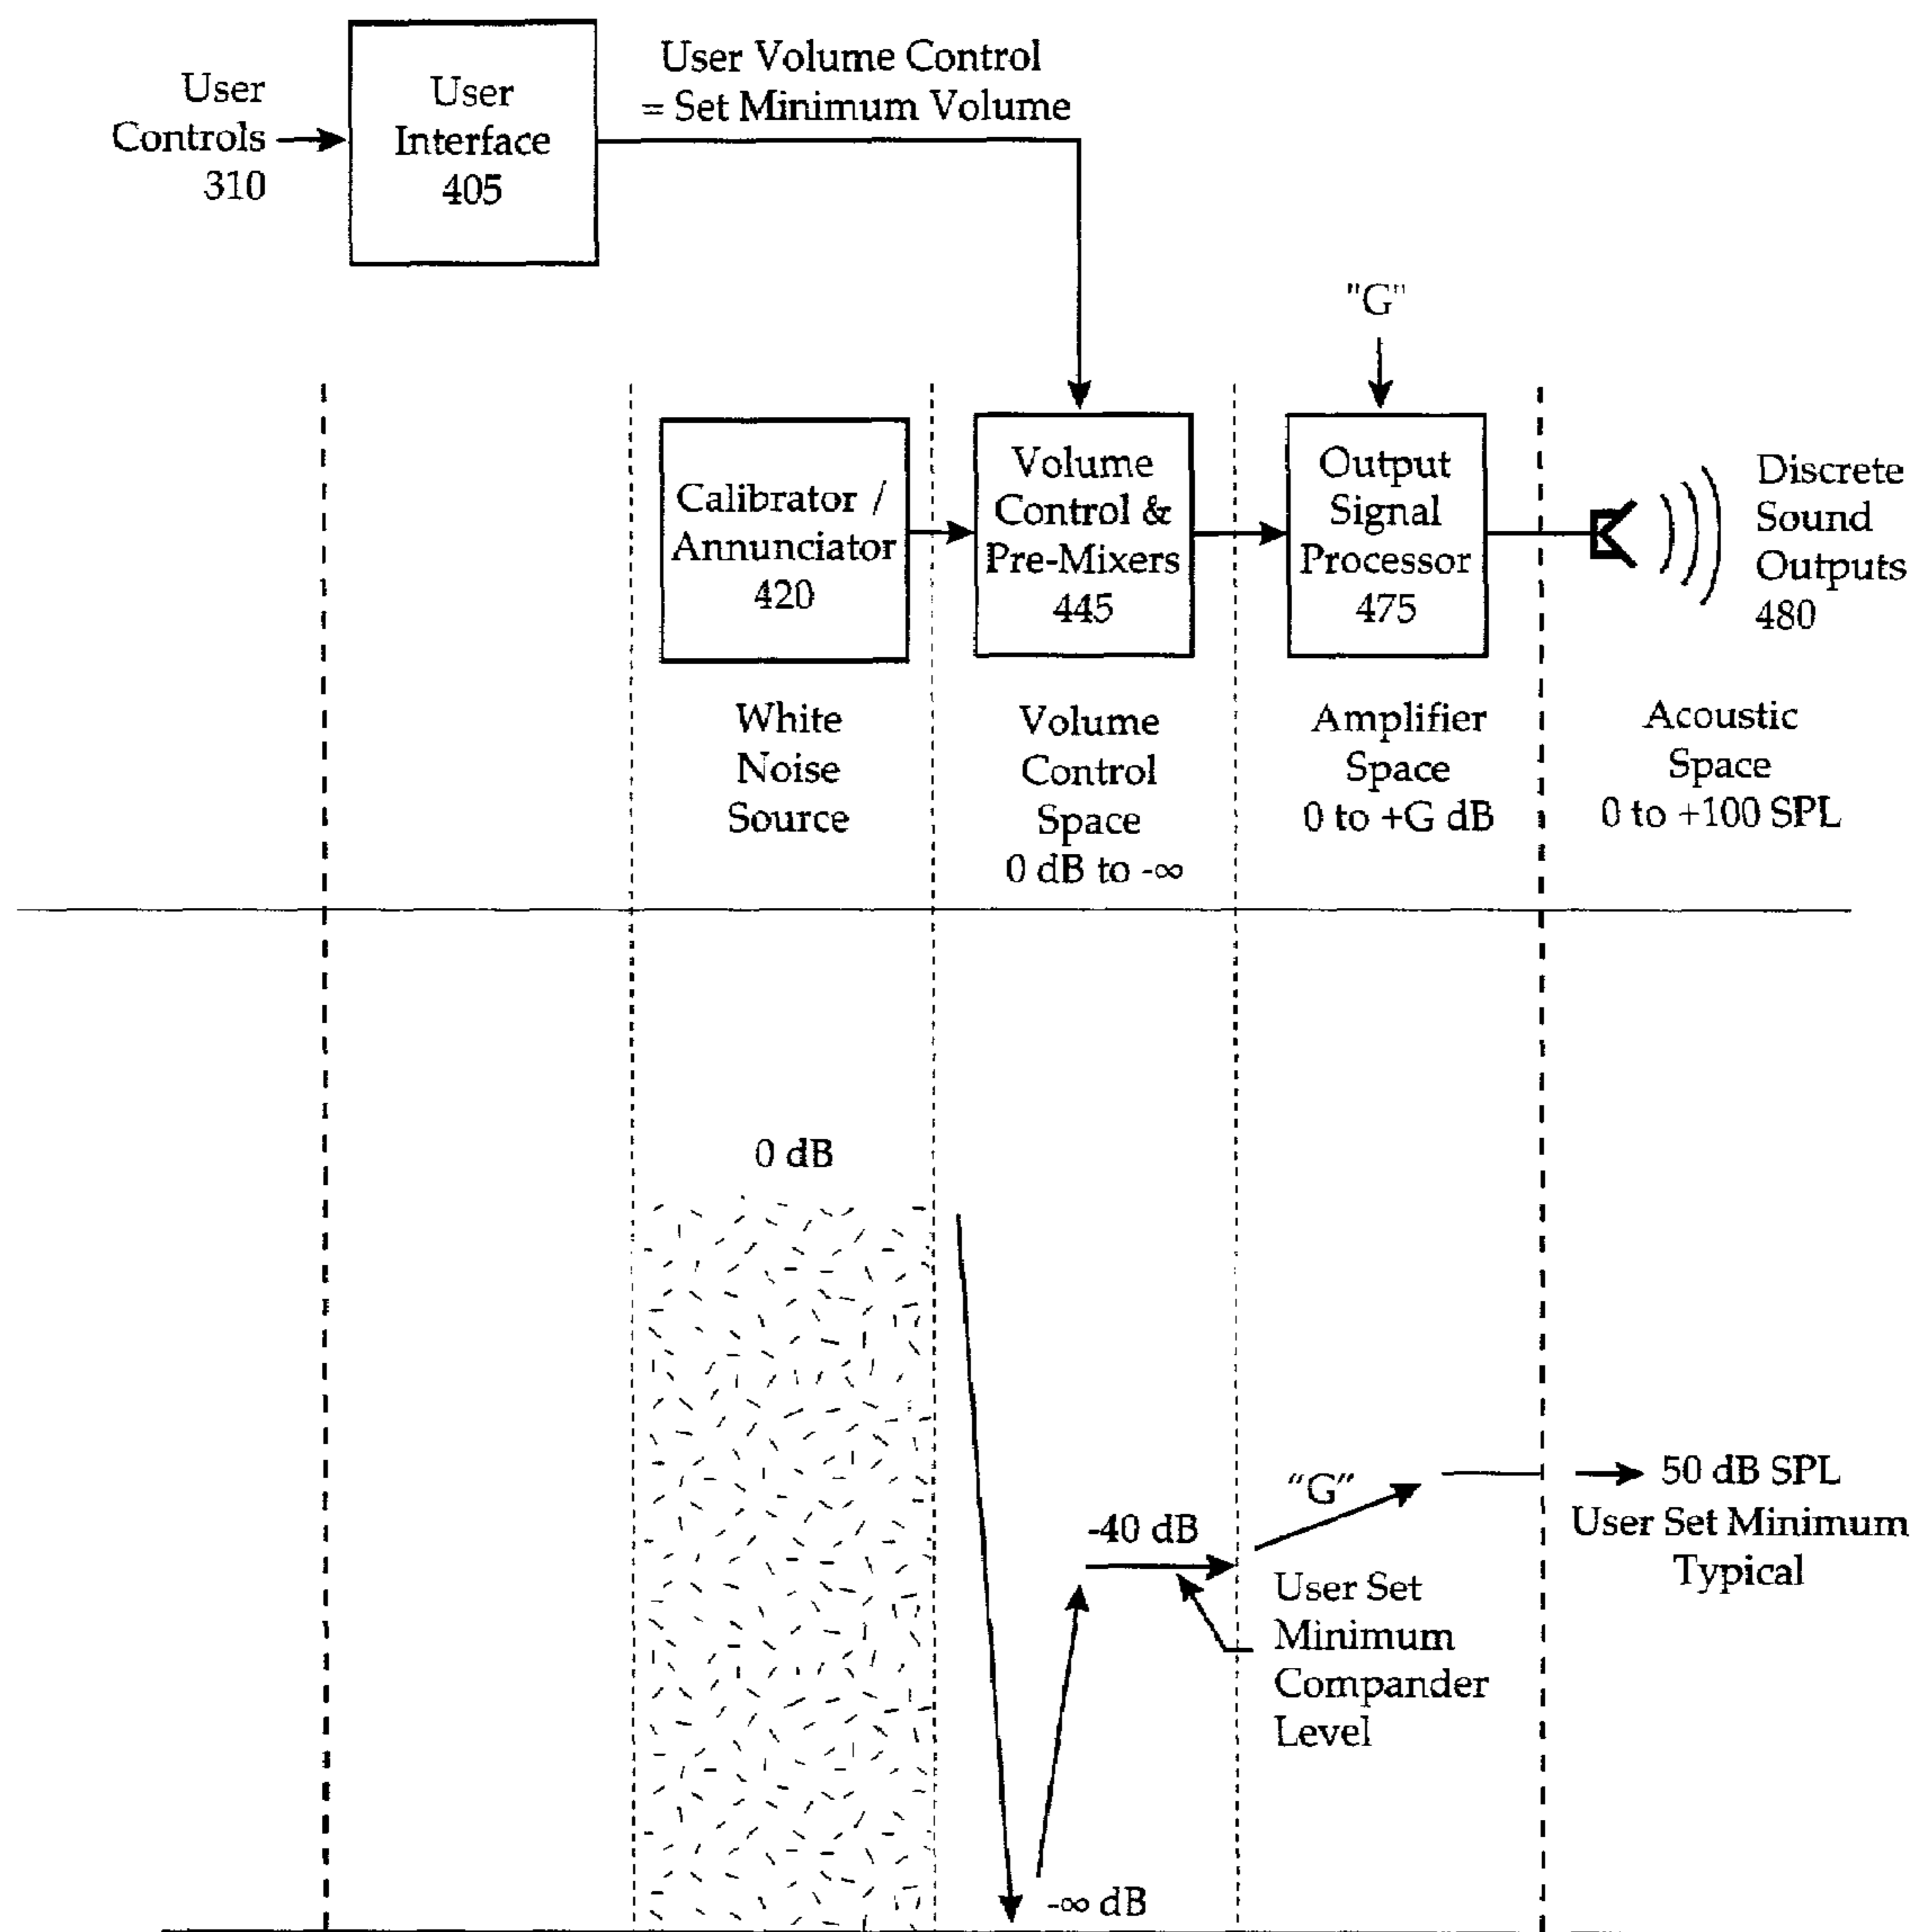 User
Controls
310
User
Interface
405
User Volume Control
= Set Minimum Volume
"G"
Calibrator /
Annunciator
420
Volume
Control &
Pre-Mixers
445
Output
Signal
Processor
475
Discrete
Sound
Outputs
480
White
Noise
Source
Volume
Control
Space
0 dB to -∞
Amplifier
Space
0 to +G dB
Acoustic
Space
0 to +100 SPL
0 dB
-40 dB
“G”
50 dB SPL
User Set Minimum
Typical
User Set
Minimum
Compander
Level
-∞ dB